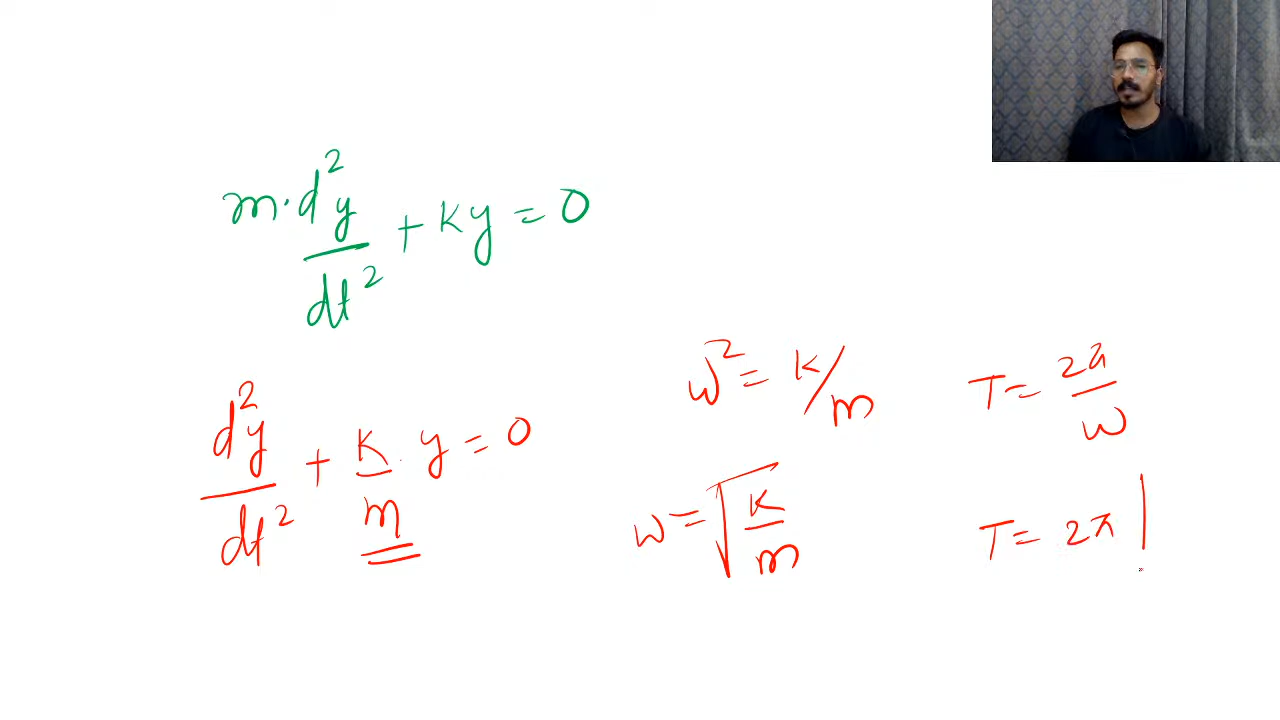 m·d²y/dt² + ky = 0
d²y/dt² + k/m · y = 0
ω² = k/m
ω = √(k/m)
T = 2π/ω
T = 2π